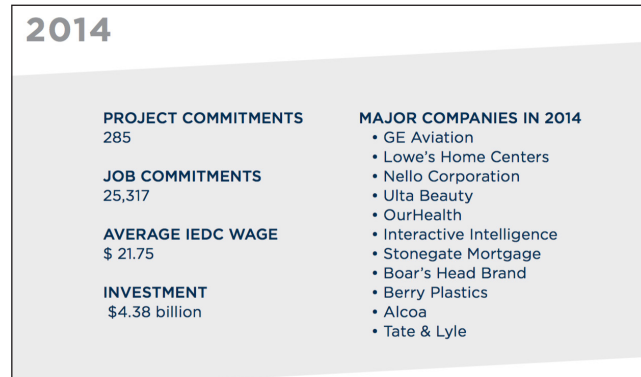 2014
PROJECT COMMITMENTS
285
JOB COMMITMENTS
25,317
AVERAGE IEDC WAGE
$ 21.75
INVESTMENT
$4.38 billion
MAJOR COMPANIES IN 2014
• GE Aviation
• Lowe's Home Centers
• Nello Corporation
• Ulta Beauty
• OurHealth
• Interactive Intelligence
• Stonegate Mortgage
• Boar's Head Brand
• Berry Plastics
• Alcoa
• Tate & Lyle